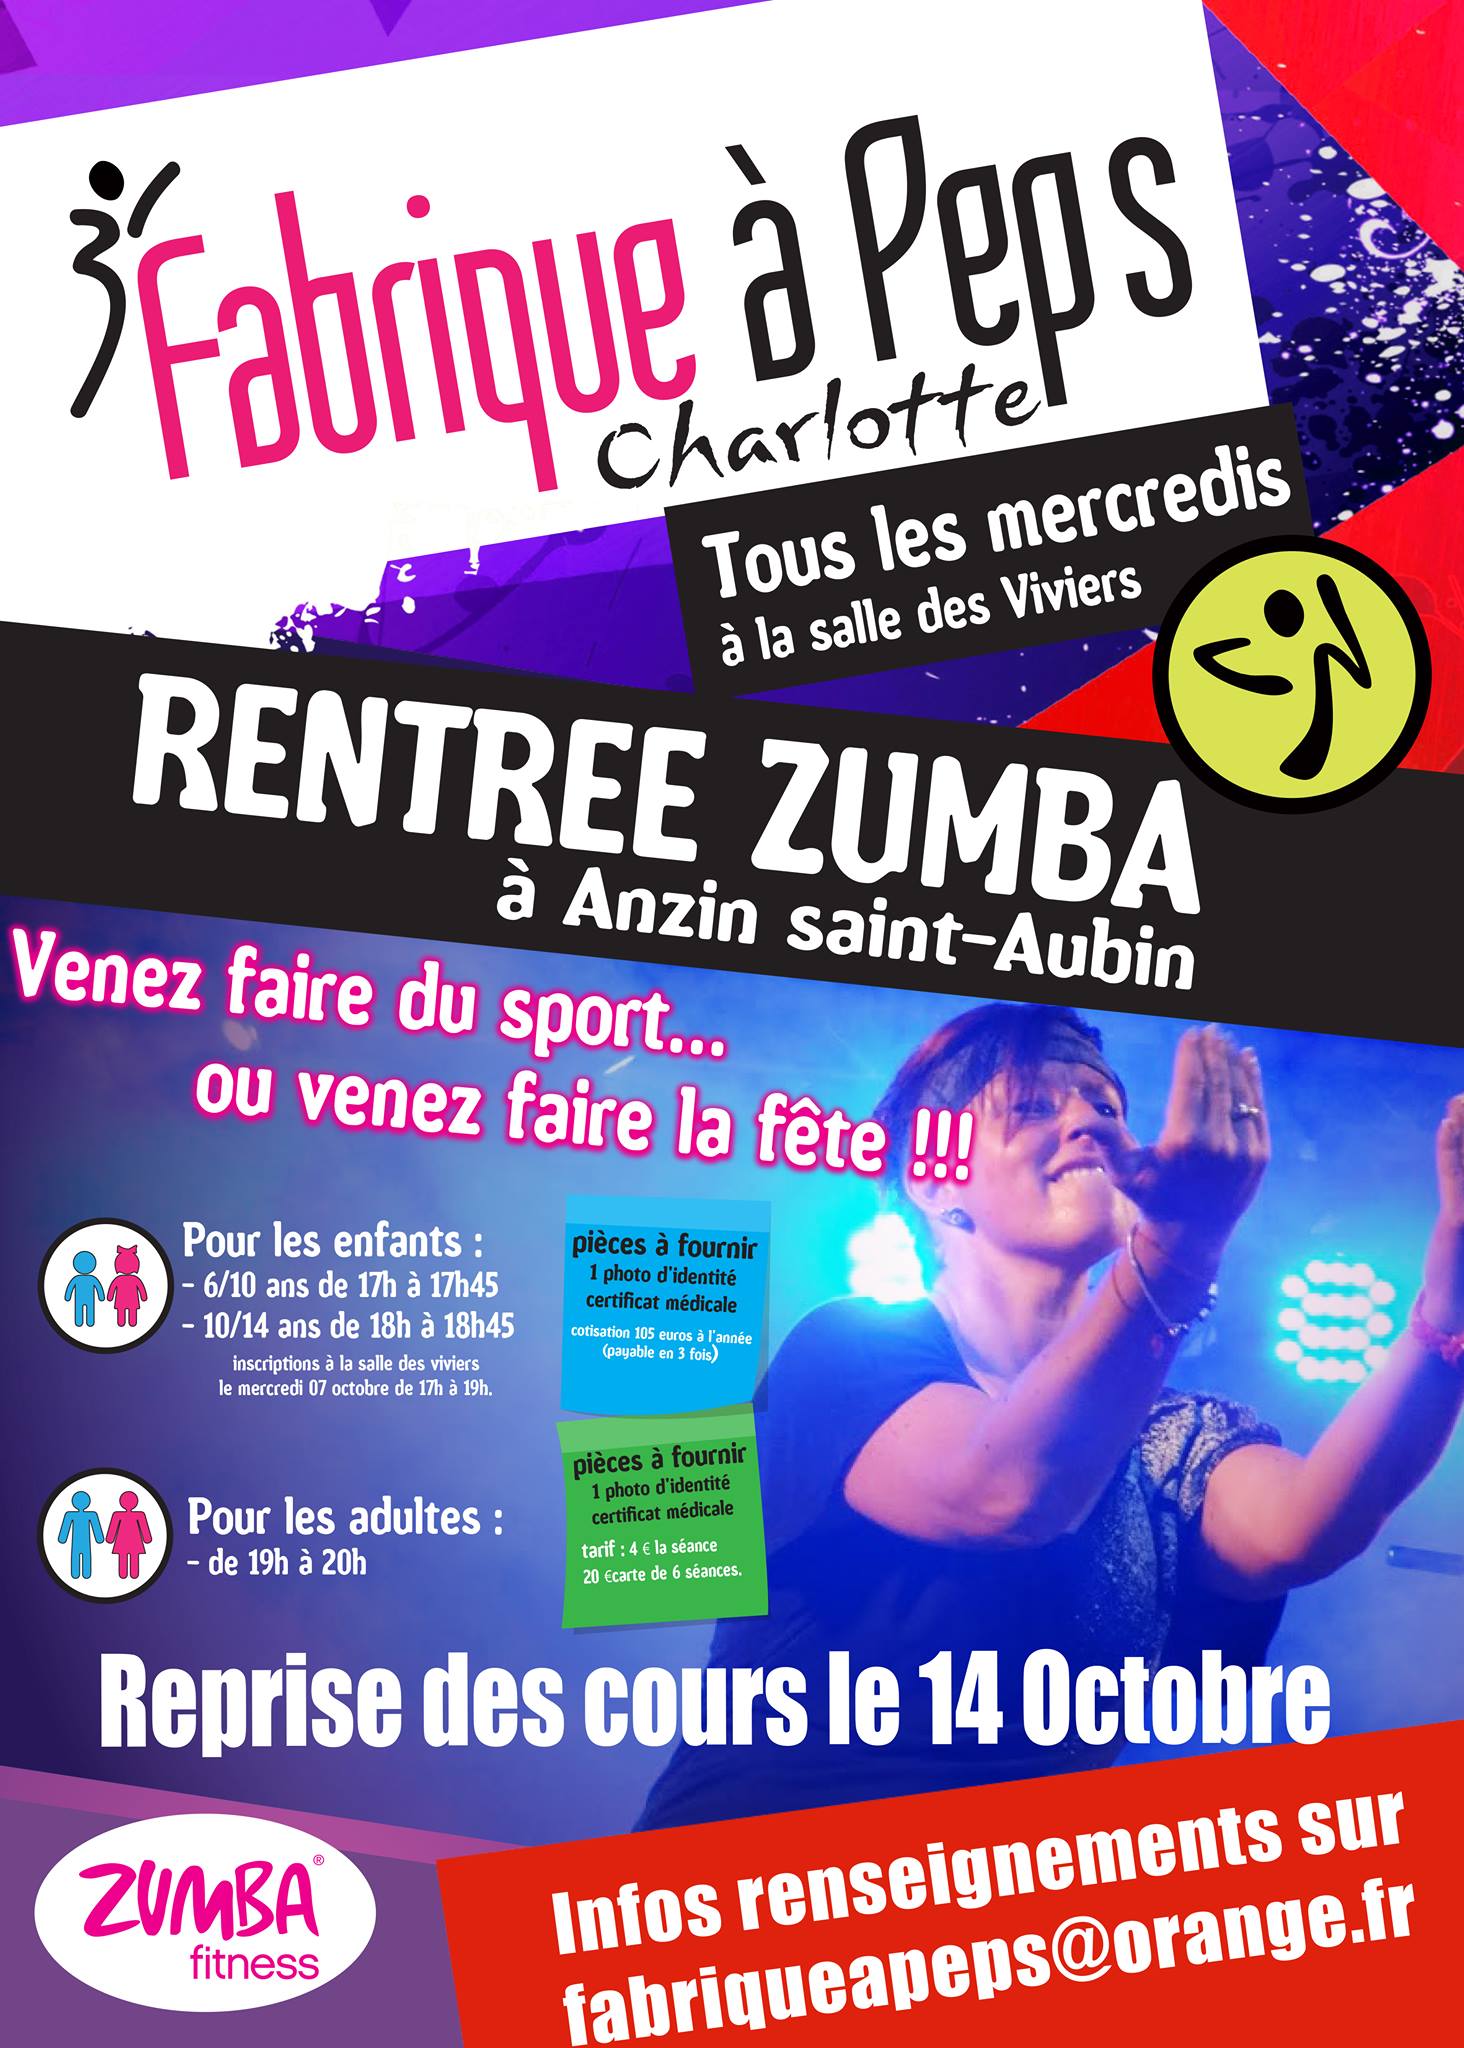 Fabrique à Peps
Charlotte
Tous les mercredis
à la salle des Viviers
RENTREE ZUMBA
à Anzin saint-Aubin
Venez faire du sport...
ou venez faire la fête !!!
Pour les enfants :
- 6/10 ans de 17h à 17h45
- 10/14 ans de 18h à 18h45
inscriptions à la salle des viviers
le mercredi 07 octobre de 17h à 19h.
pièces à fournir
1 photo d'identité
certificat médicale
cotisation 105 euros à l'année
(payable en 3 fois)
Pour les adultes :
- de 19h à 20h
pièces à fournir
1 photo d'identité
certificat médicale
tarif : 4 € la séance
20 €carte de 6 séances.
Reprise des cours le 14 Octobre
ZUMBA®
fitness
Infos renseignements sur
fabriqueapeps@orange.fr